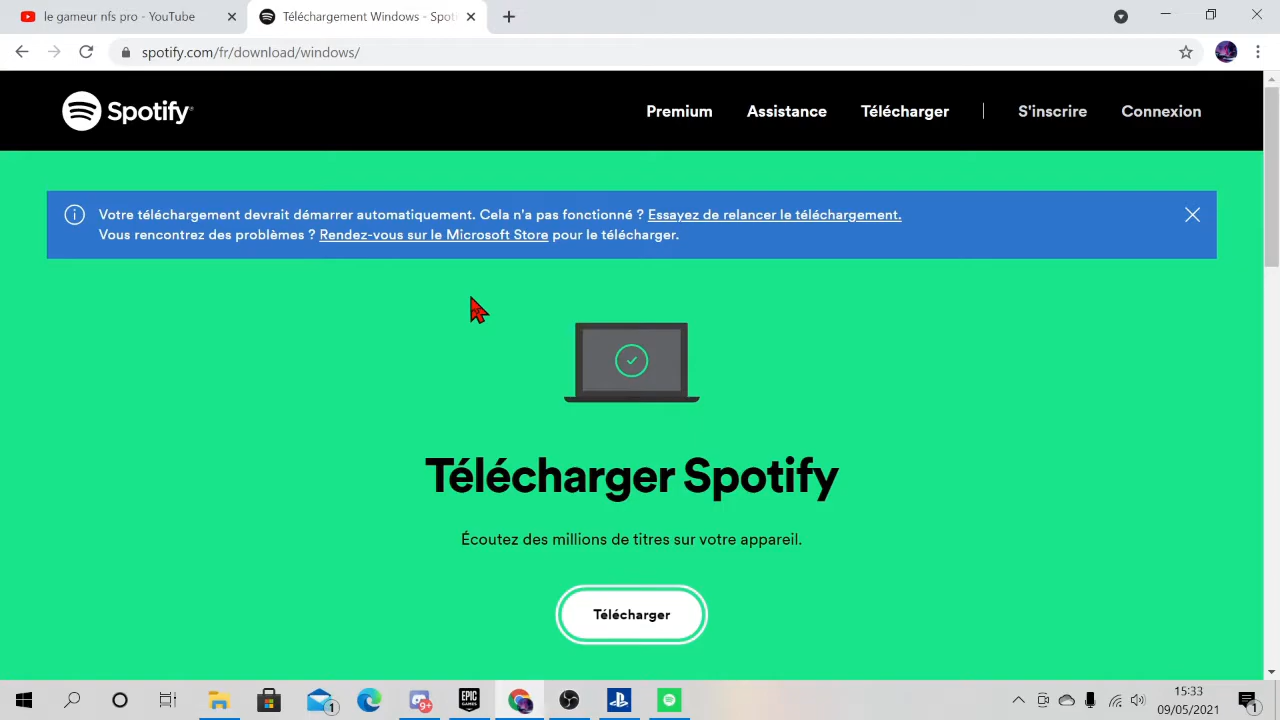 le gameur nfs pro - YouTube
Téléchargement Windows - Spot
spotify.com/fr/download/windows/
Spotify
Premium
Assistance
Télécharger
S'inscrire
Connexion
Votre téléchargement devrait démarrer automatiquement. Cela n'a pas fonctionné ? Essayez de relancer le téléchargement.
Vous rencontrez des problèmes ? Rendez-vous sur le Microsoft Store pour le télécharger.
Télécharger Spotify
Écoutez des millions de titres sur votre appareil.
Télécharger
1
9+
EPIC
GAMES
15:33
09/05/2021
1